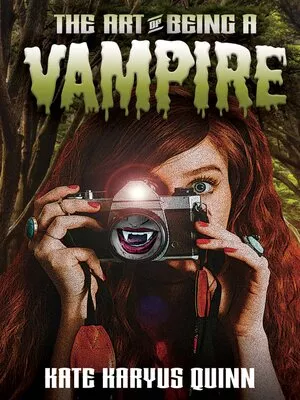 THE ART OF BEING A
VAMPIRE
KATE KARYUS QUINN